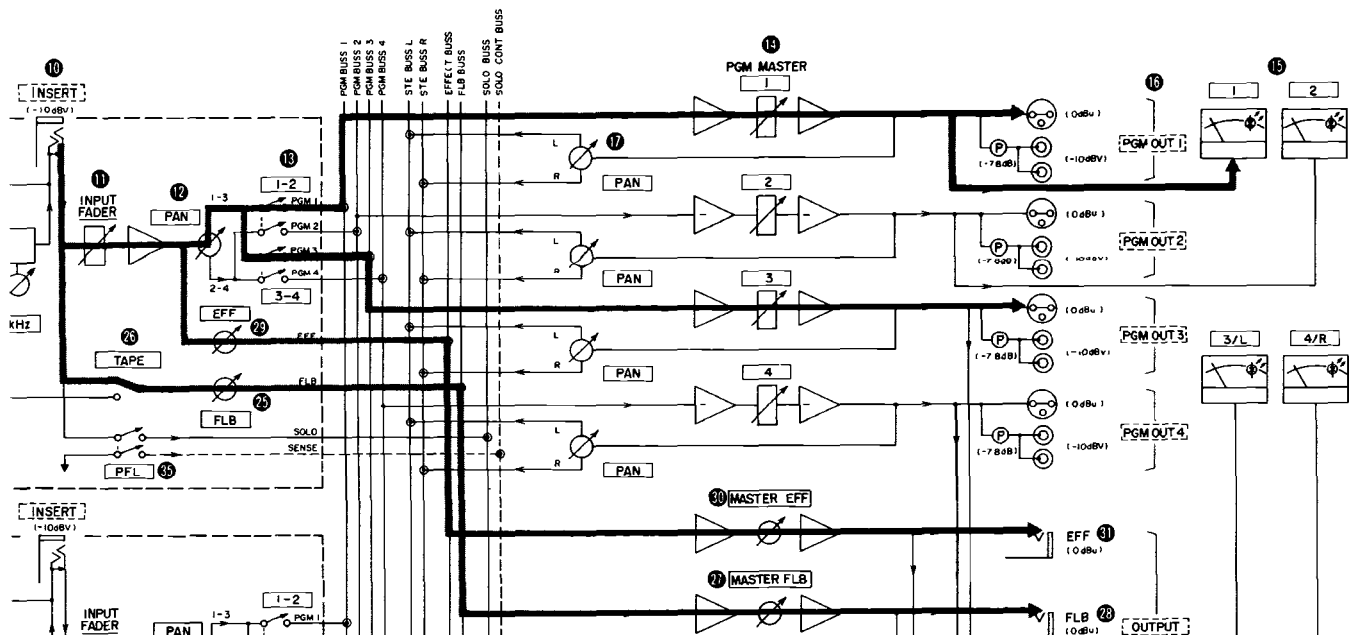 10
INSERT
(-10dBV)
11
INPUT
FADER
12
PAN
1-3
2-4
13
1-2
PGM 1
PGM 2
PGM 3
PGM 4
3-4
kHz
EFF
29
EFF
26
TAPE
FLB
25
FLB
SOLO
SENSE
PFL
35
INSERT
(-10dBV)
INPUT
FADER
PAN
1-3
1-2
PGM 1
PGM BUSS 1
PGM BUSS 2
PGM BUSS 3
PGM BUSS 4
STE BUSS L
STE BUSS R
EFFECT BUSS
FLB BUSS
SOLO BUSS
SOLO CONT BUSS
14
PGM MASTER
1
L
17
R
PAN
2
L
R
PAN
3
L
R
PAN
4
L
R
PAN
30 MASTER EFF
27 MASTER FLB
16
(0dBu)
P
(-7.8dB)
(-10dBV)
PGM OUT 1
(0dBu)
P
(-7.8dB)
(-10dBV)
PGM OUT 2
(0dBu)
P
(-7.8dB)
(-10dBV)
PGM OUT 3
(0dBu)
P
(-7.8dB)
(-10dBV)
PGM OUT 4
EFF 31
(0dBu)
FLB 28
(0dBu)
OUTPUT
15
1
2
3/L
4/R